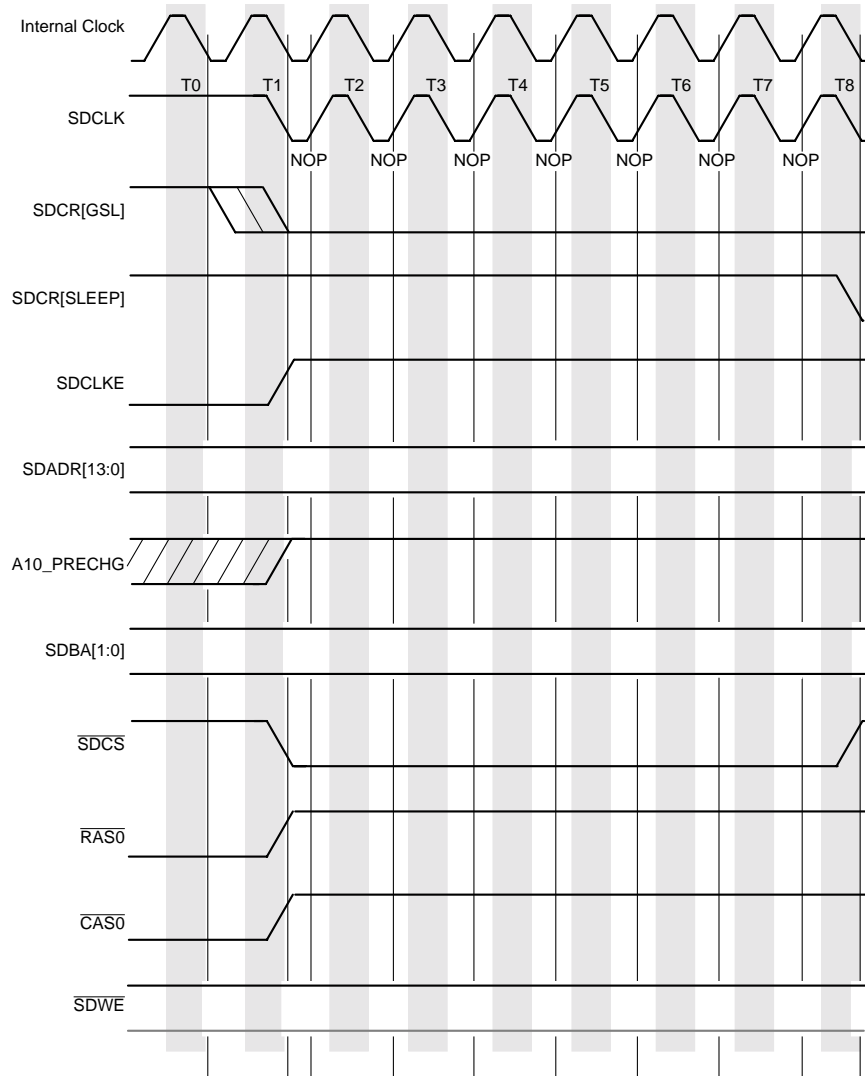 Internal Clock
T0 T1 T2 T3 T4 T5 T6 T7 T8
SDCLK
NOP NOP NOP NOP NOP NOP NOP
SDCR[GSL]
SDCR[SLEEP]
SDCLKE
SDADR[13:0]
A10_PRECHG
SDBA[1:0]
SDCS
RAS0
CAS0
SDWE